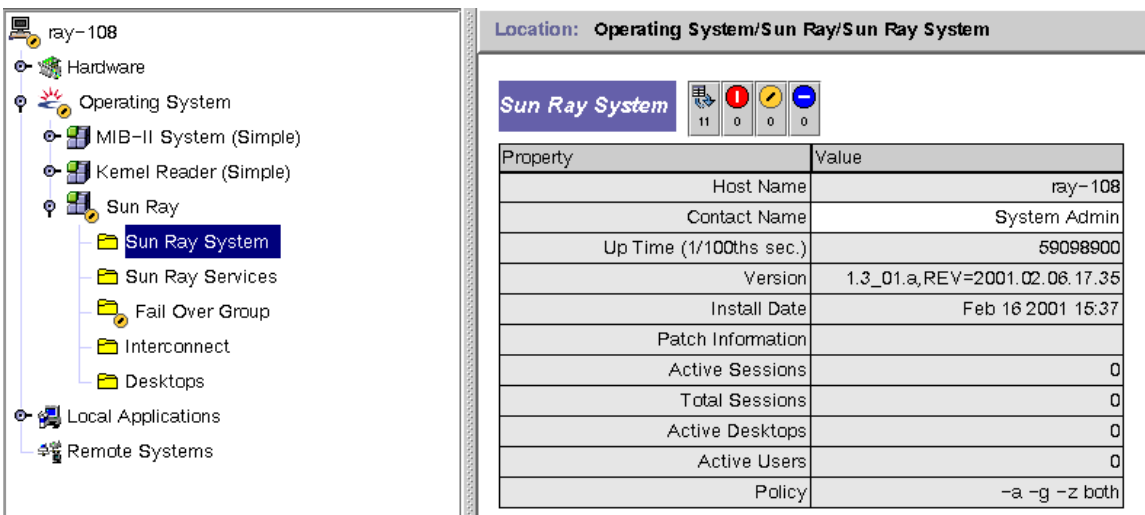 ray-108
Hardware
Operating System
MIB-II System (Simple)
Kernel Reader (Simple)
Sun Ray
Sun Ray System
Sun Ray Services
Fail Over Group
Interconnect
Desktops
Local Applications
Remote Systems
Location: Operating System/Sun Ray/Sun Ray System
Sun Ray System 11 0 0 0
Property Value
Host Name ray-108
Contact Name System Admin
Up Time (1/100ths sec.) 59098900
Version 1.3_01.a,REV=2001.02.06.17.35
Install Date Feb 16 2001 15:37
Patch Information
Active Sessions 0
Total Sessions 0
Active Desktops 0
Active Users 0
Policy -a -g -z both